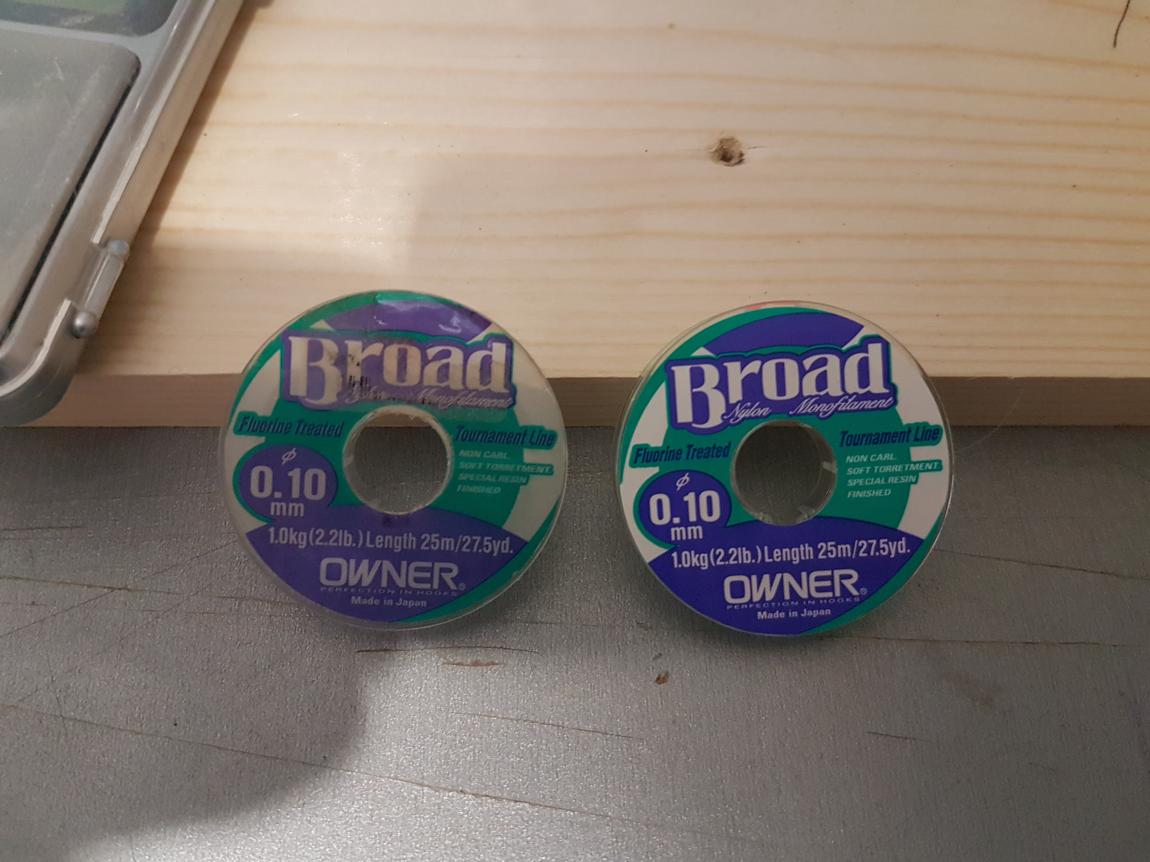 Broad
Nylon Monofilament
Fluorine Treated
Tournament Line
NON CARL.
SOFT TORRETMENT.
SPECIAL RESIN
FINISHED
φ
0.10
mm
1.0kg(2.2lb.) Length 25m/27.5yd.
OWNER®
PERFECTION IN HOOKS
Made in Japan
Broad
Nylon Monofilament
Fluorine Treated
Tournament Line
NON CARL.
SOFT TORRETMENT.
SPECIAL RESIN
FINISHED
φ
0.10
mm
1.0kg(2.2lb.) Length 25m/27.5yd.
OWNER®
PERFECTION IN HOOKS
Made in Japan